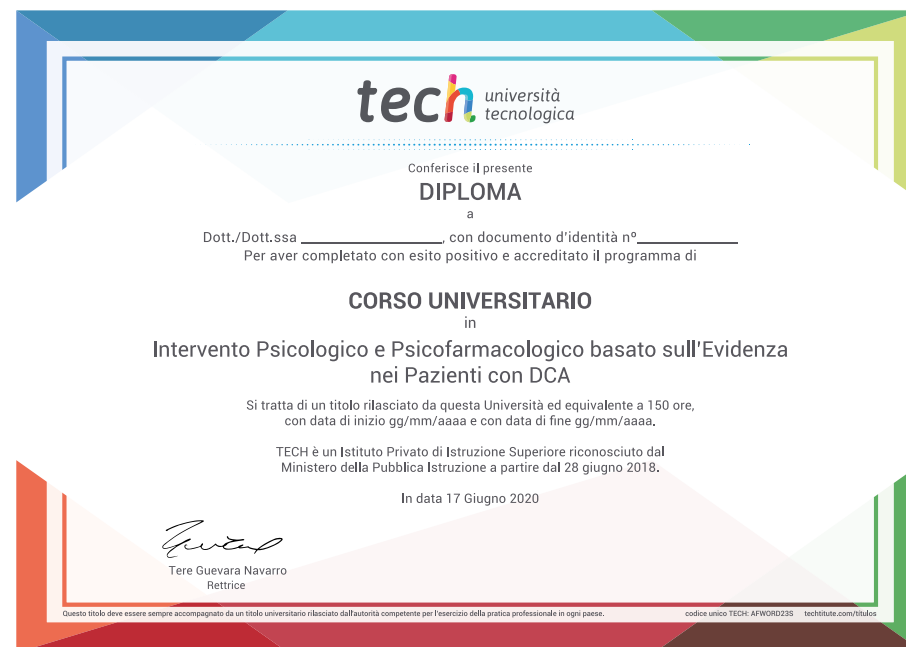 tech università
tecnologica
Conferisce il presente
DIPLOMA
a
Dott./Dott.ssa ________________, con documento d'identità nº____________
Per aver completato con esito positivo e accreditato il programma di
CORSO UNIVERSITARIO
in
Intervento Psicologico e Psicofarmacologico basato sull'Evidenza
nei Pazienti con DCA
Si tratta di un titolo rilasciato da questa Università ed equivalente a 150 ore,
con data di inizio gg/mm/aaaa e con data di fine gg/mm/aaaa.
TECH è un Istituto Privato di Istruzione Superiore riconosciuto dal
Ministero della Pubblica Istruzione a partire dal 28 giugno 2018.
In data 17 Giugno 2020
Tere Guevara Navarro
Rettrice
Questo titolo deve essere sempre accompagnato da un titolo universitario rilasciato dall'autorità competente per l'esercizio della pratica professionale in ogni paese. codice unico TECH: AFWORD23S techtitute.com/titulos